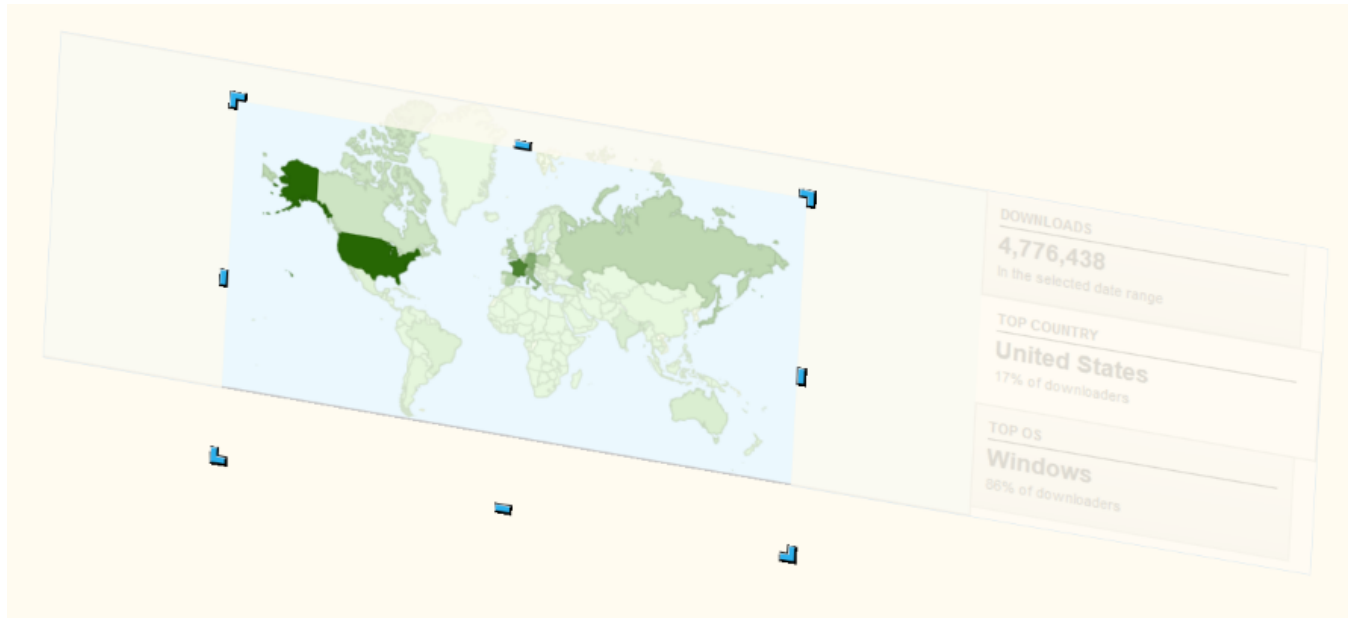 DOWNLOADS
4,776,438
In the selected date range
TOP COUNTRY
United States
17% of downloaders
TOP OS
Windows
86% of downloaders